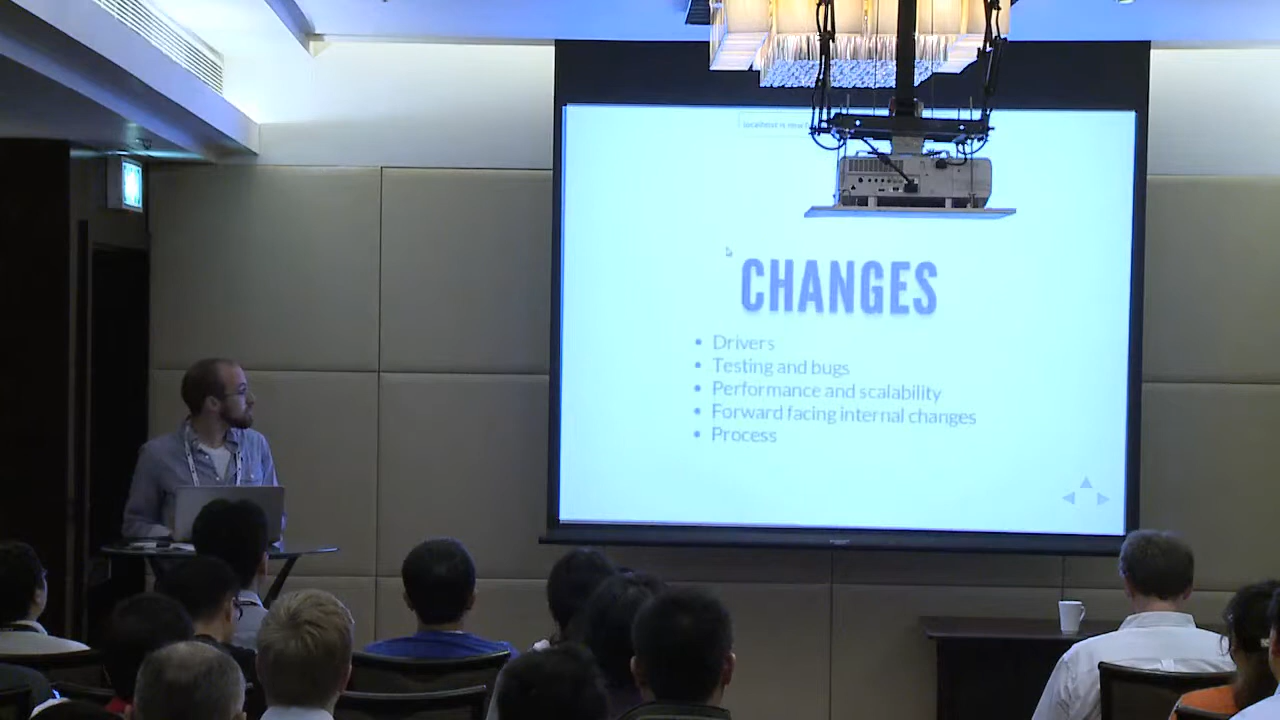 CHANGES
Drivers
Testing and bugs
Performance and scalability
Forward facing internal changes
Process